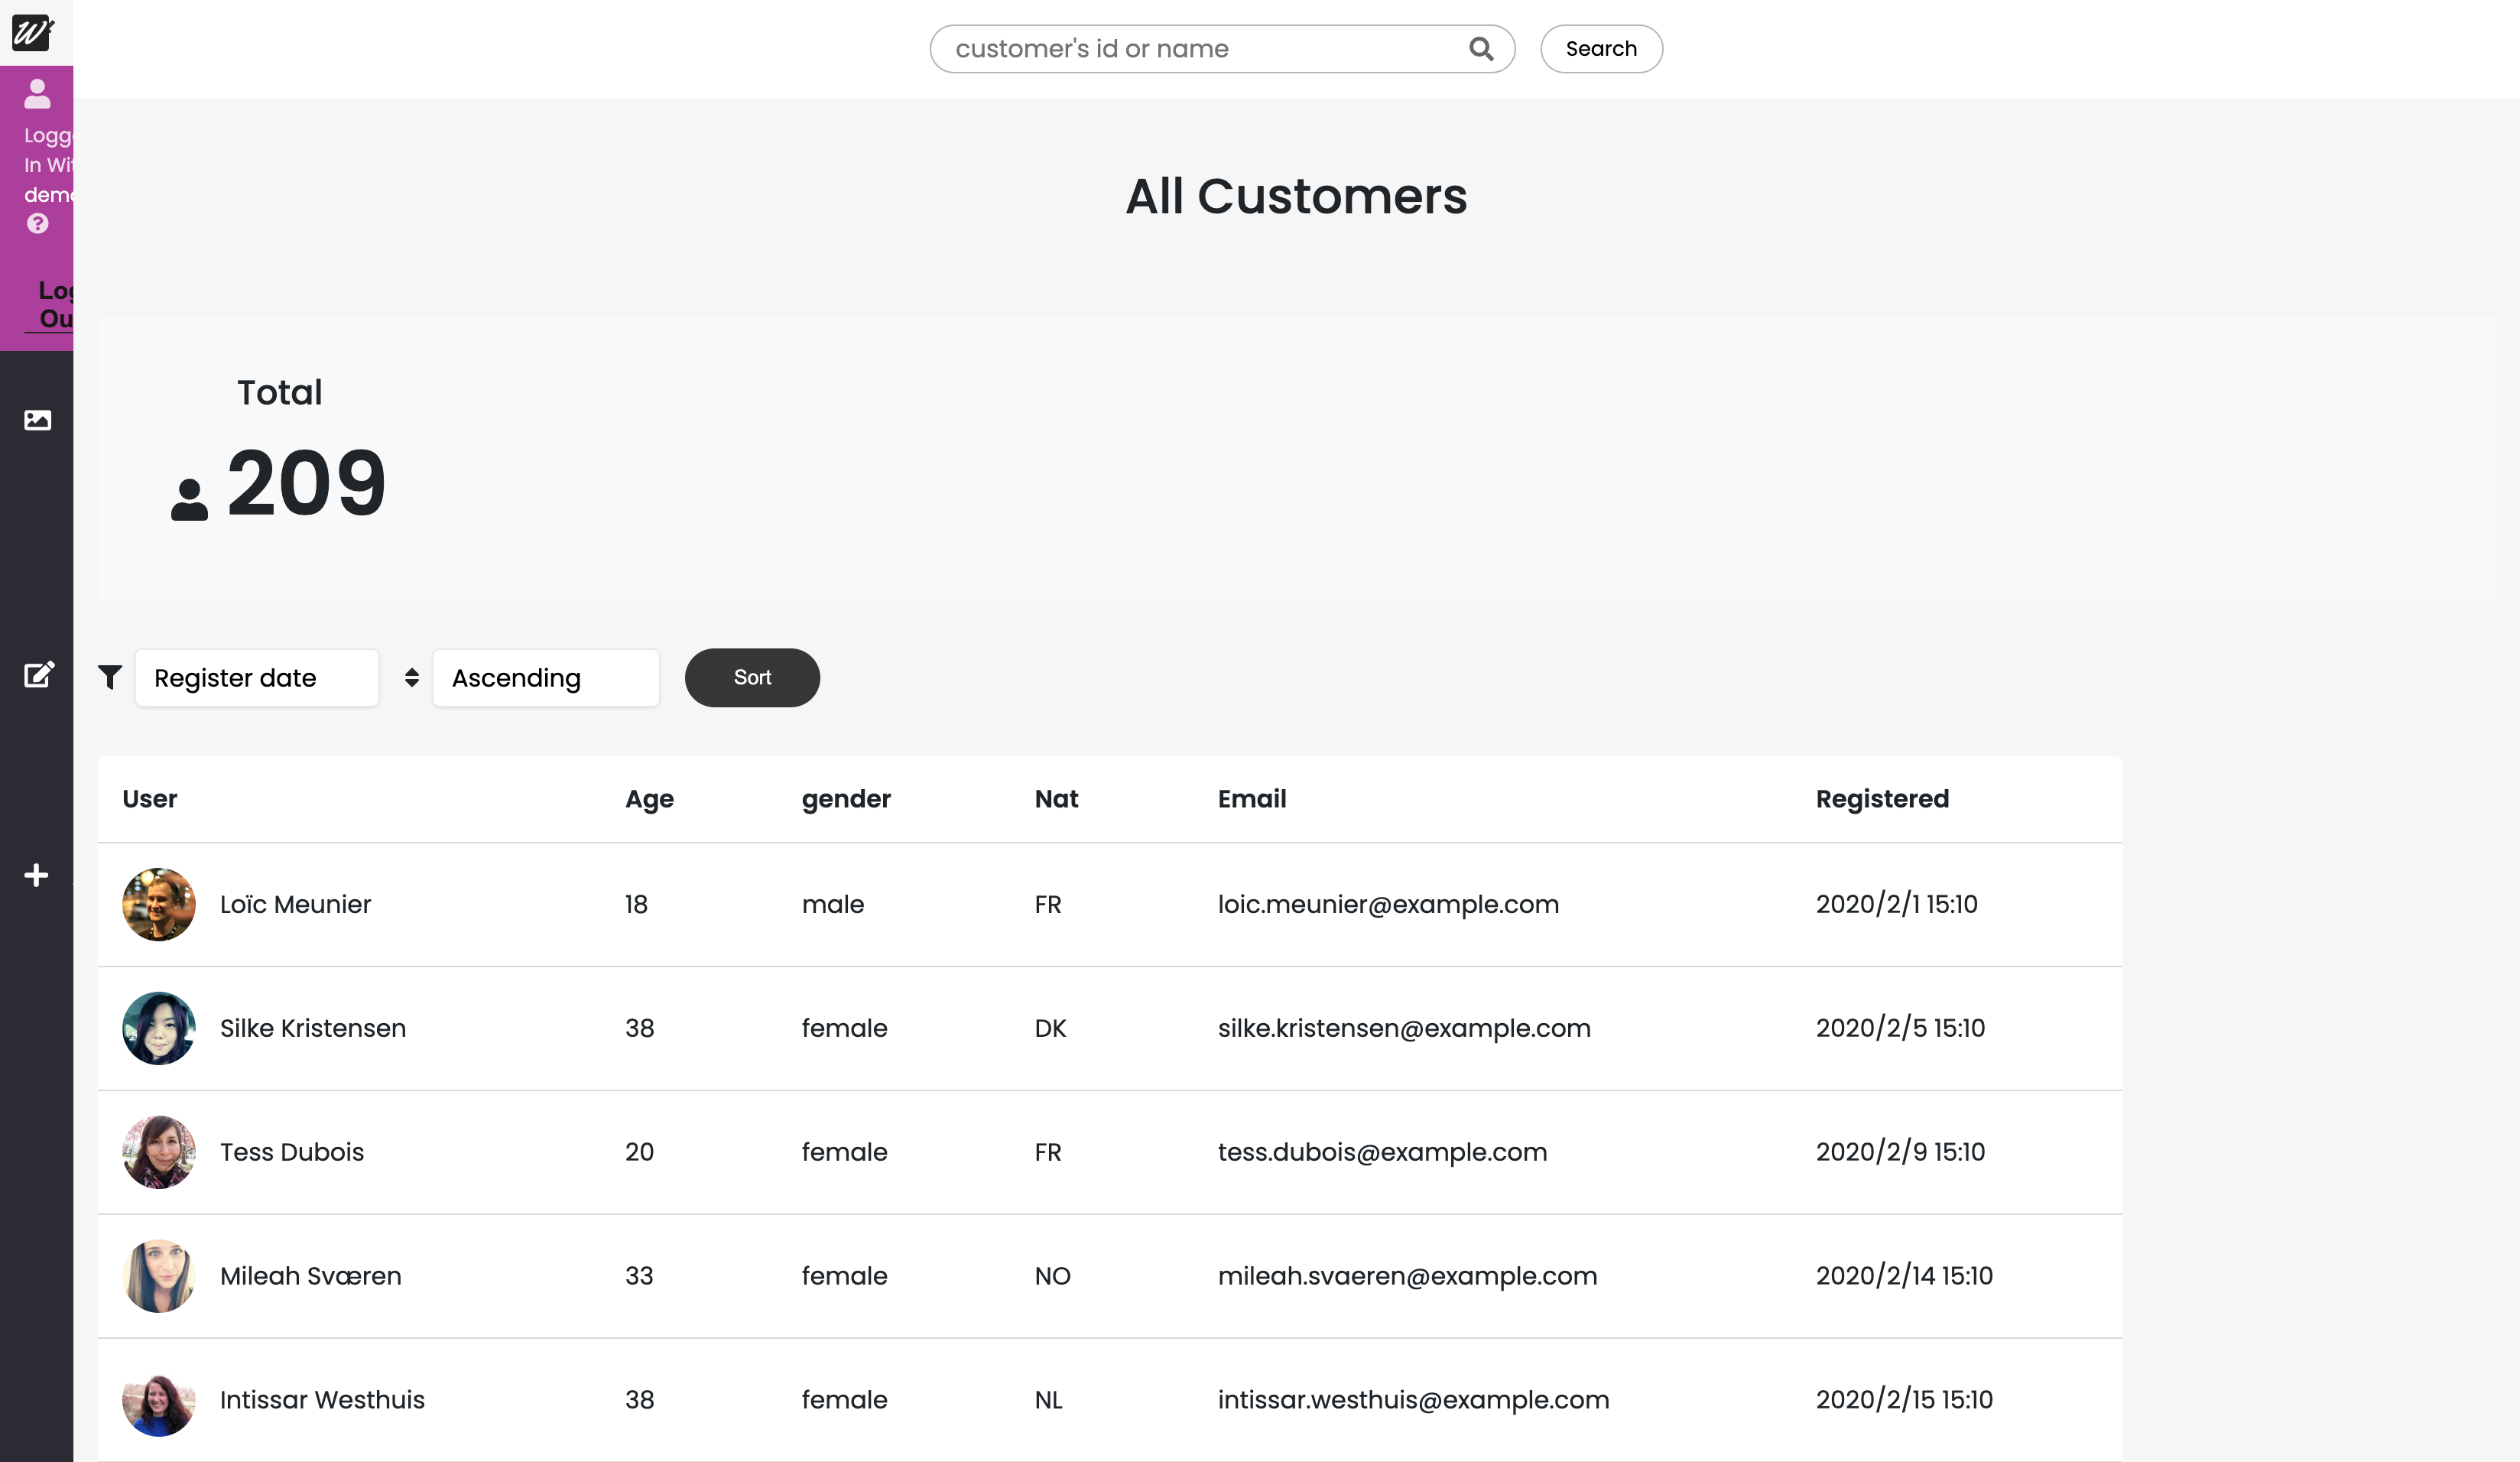 W
customer's id or name
Search
Logg
In Wit
dem
Log
Ou
All Customers
Total
209
Register date
Ascending
Sort
User Age gender Nat Email Registered
Loïc Meunier 18 male FR loic.meunier@example.com 2020/2/1 15:10
Silke Kristensen 38 female DK silke.kristensen@example.com 2020/2/5 15:10
Tess Dubois 20 female FR tess.dubois@example.com 2020/2/9 15:10
Mileah Sværen 33 female NO mileah.svaeren@example.com 2020/2/14 15:10
Intissar Westhuis 38 female NL intissar.westhuis@example.com 2020/2/15 15:10